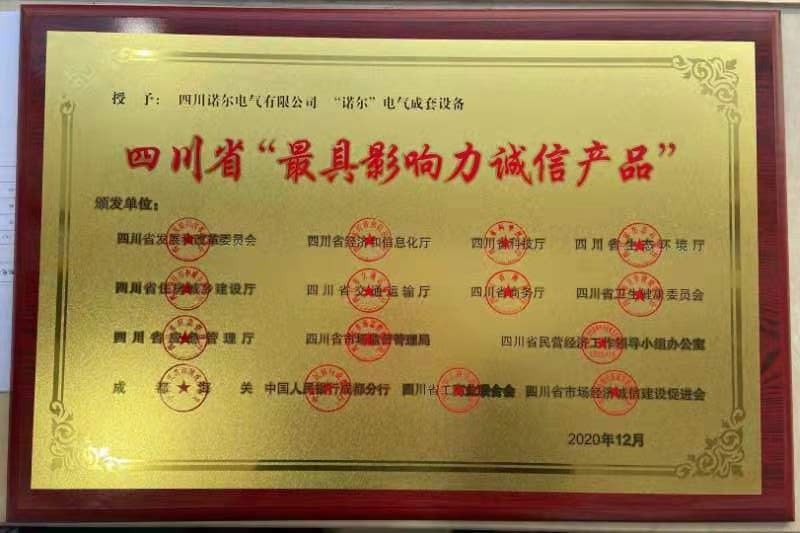 授 予： 四川诺尔电气有限公司 “诺尔”电气成套设备
四川省“最具影响力诚信产品”
颁发单位：
四川省发展和改革委员会 四川省经济和信息化厅 四川省科技厅 四川省生态环境厅
四川省住房城乡建设厅 四川省交通运输厅 四川省商务厅 四川省卫生健康委员会
四川省应急管理厅 四川省市场监督管理局 四川省民营经济工作领导小组办公室
成都海关 中国人民银行成都分行 四川省工商业联合会 四川省市场经济诚信建设促进会
2020年12月